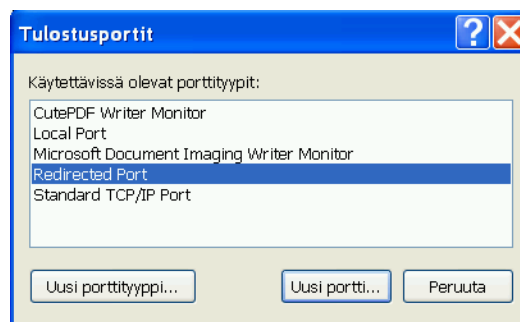 Tulostusportit
Käytettävissä olevat porttityypit:
CutePDF Writer Monitor
Local Port
Microsoft Document Imaging Writer Monitor
Redirected Port
Standard TCP/IP Port
Uusi porttityyppi... Uusi portti... Peruuta